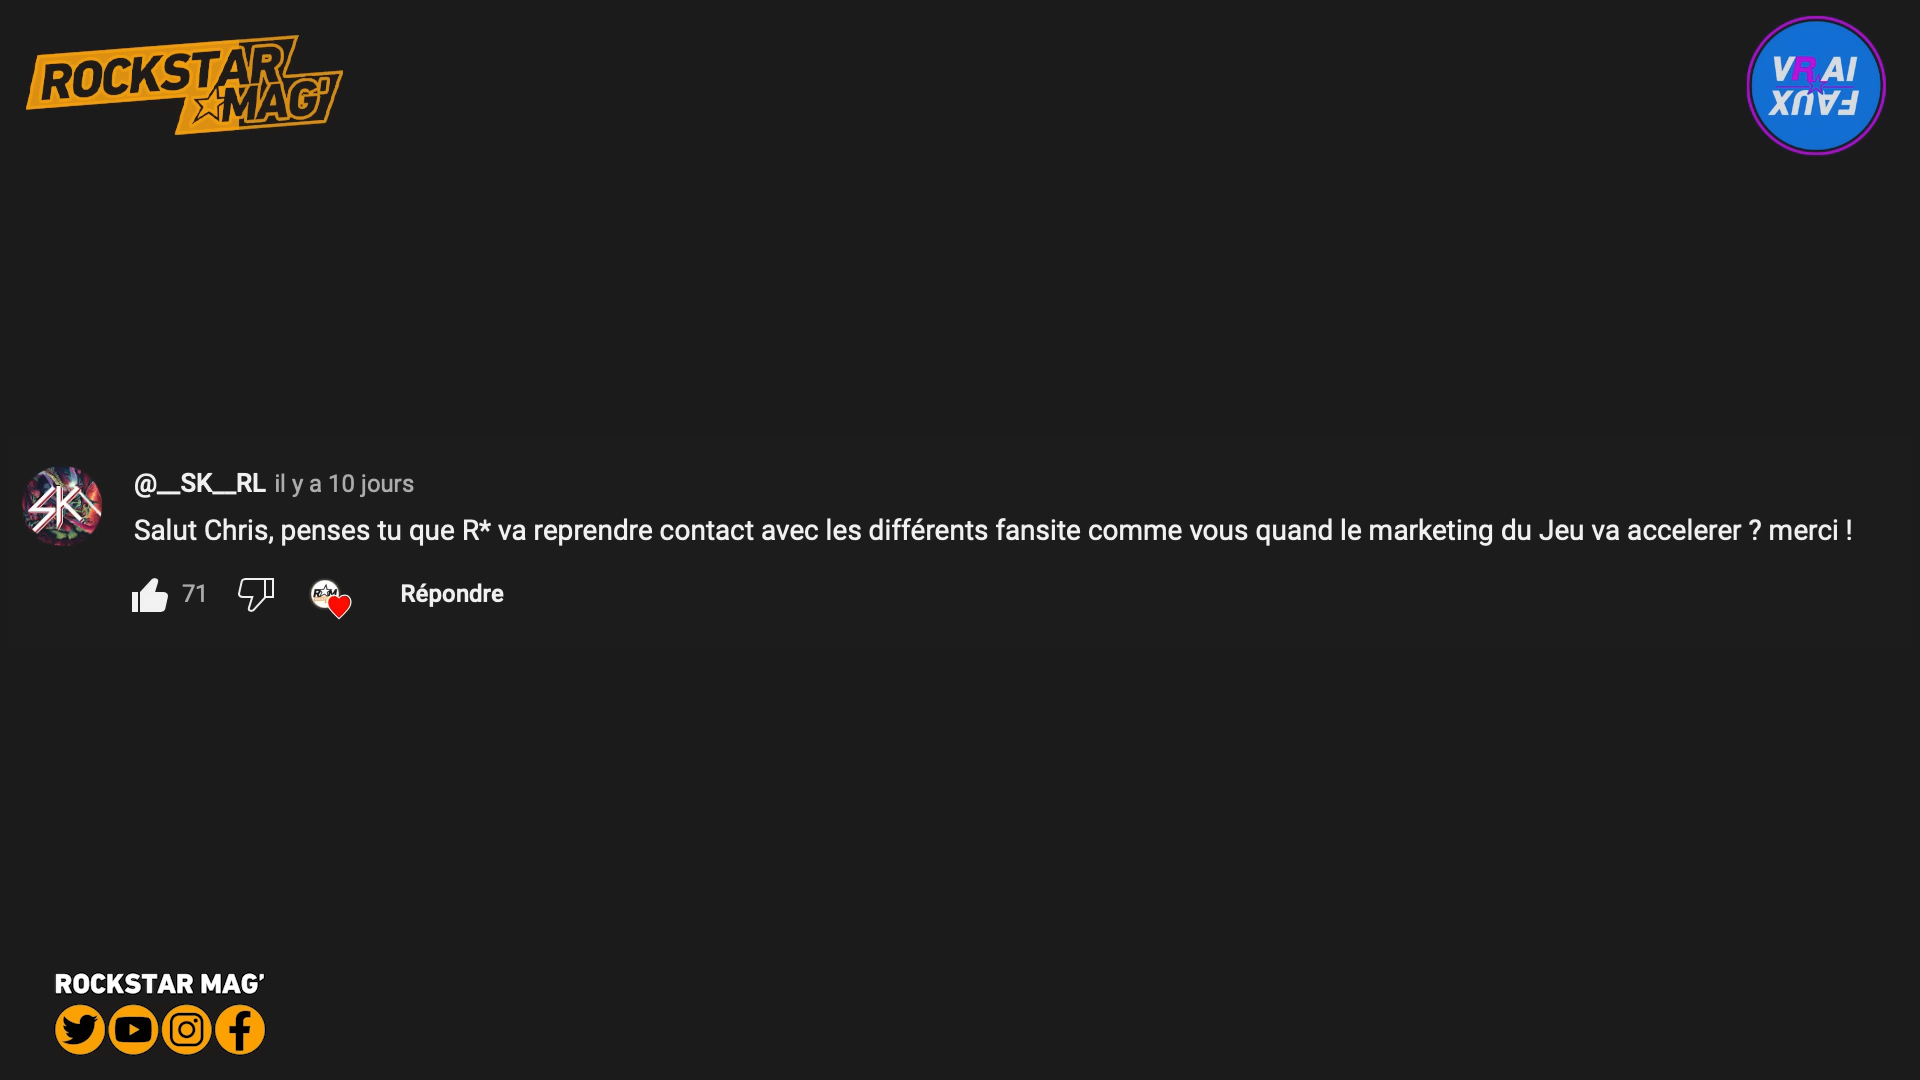 ROCKSTAR
MAG'
VRAI
FAUX
SK
@__SK__RL il y a 10 jours
Salut Chris, penses tu que R* va reprendre contact avec les différents fansite comme vous quand le marketing du Jeu va accelerer ? merci !
71
Répondre
ROCKSTAR MAG'